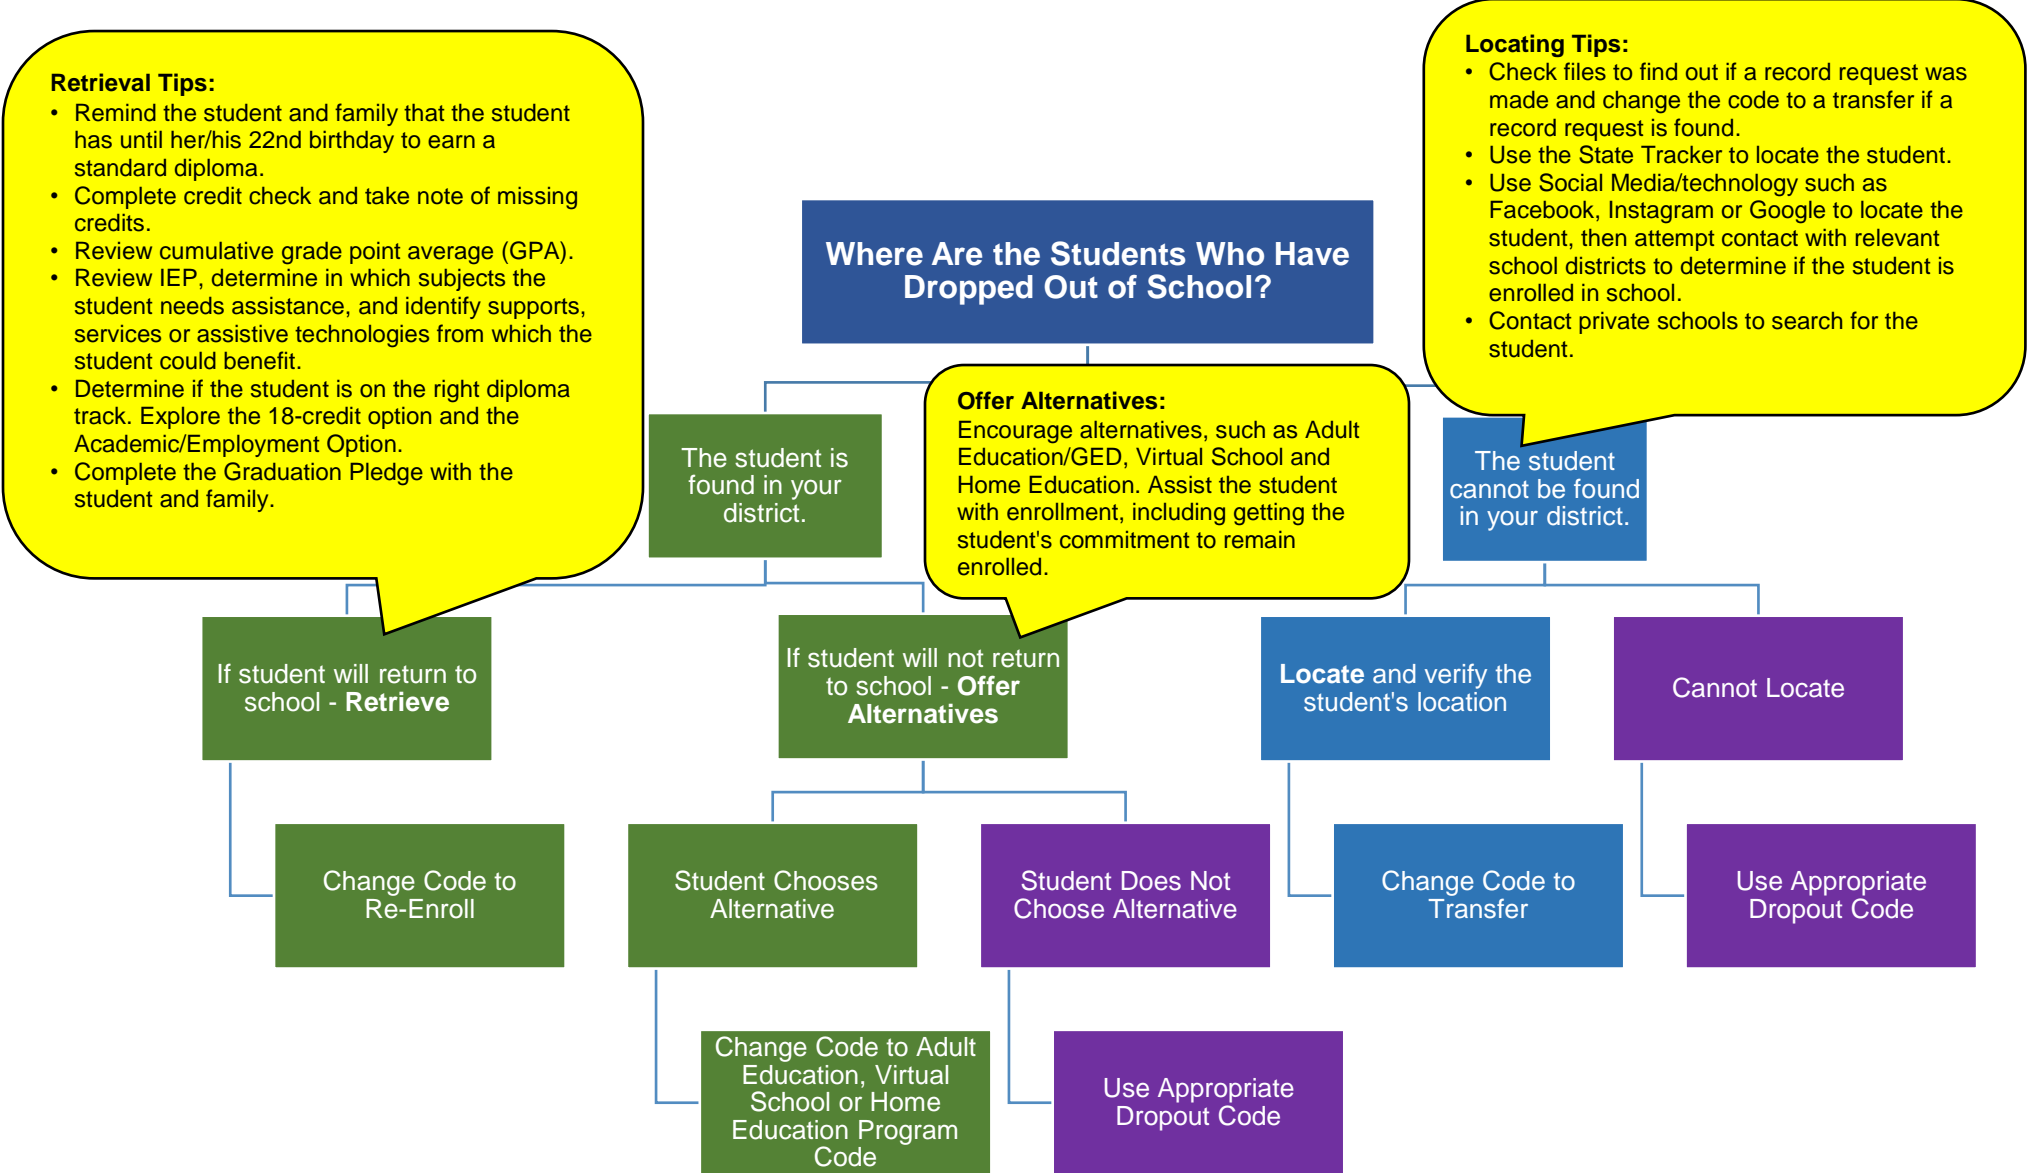 Retrieval Tips:
• Remind the student and family that the student
has until her/his 22nd birthday to earn a
standard diploma.
• Complete credit check and take note of missing
credits.
• Review cumulative grade point average (GPA).
• Review IEP, determine in which subjects the
student needs assistance, and identify supports,
services or assistive technologies from which the
student could benefit.
• Determine if the student is on the right diploma
track. Explore the 18-credit option and the
Academic/Employment Option.
• Complete the Graduation Pledge with the
student and family.
Locating Tips:
• Check files to find out if a record request was
made and change the code to a transfer if a
record request is found.
• Use the State Tracker to locate the student.
• Use Social Media/technology such as
Facebook, Instagram or Google to locate the
student, then attempt contact with relevant
school districts to determine if the student is
enrolled in school.
• Contact private schools to search for the
student.
Where Are the Students Who Have
Dropped Out of School?
Offer Alternatives:
Encourage alternatives, such as Adult
Education/GED, Virtual School and
Home Education. Assist the student
with enrollment, including getting the
student's commitment to remain
enrolled.
The student is
found in your
district.
The student
cannot be found
in your district.
If student will return to
school - Retrieve
If student will not return
to school - Offer
Alternatives
Locate and verify the
student's location
Cannot Locate
Change Code to
Re-Enroll
Student Chooses
Alternative
Student Does Not
Choose Alternative
Change Code to
Transfer
Use Appropriate
Dropout Code
Change Code to Adult
Education, Virtual
School or Home
Education Program
Code
Use Appropriate
Dropout Code